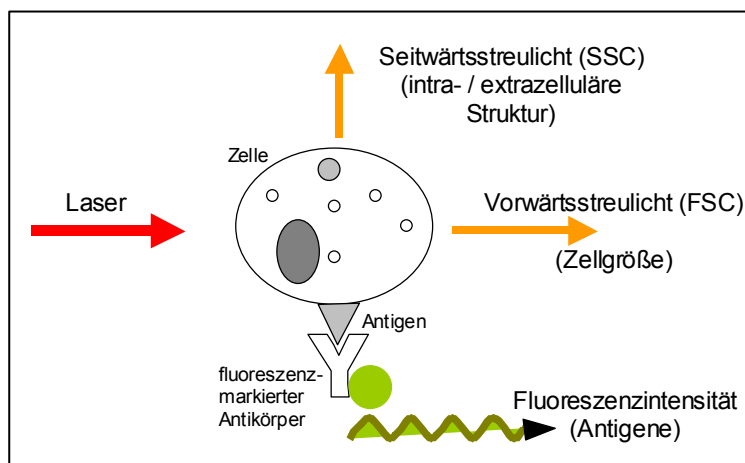 Seitwärtsstreulicht (SSC)
(intra- / extrazelluläre
Struktur)
Zelle
Laser
Vorwärtsstreulicht (FSC)
(Zellgröße)
Antigen
fluoreszenz-
markierter
Antikörper
Fluoreszenzintensität
(Antigene)